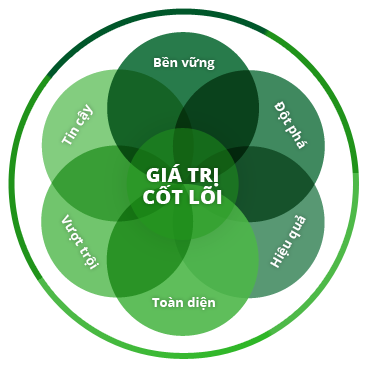 Bền vững
Đột phá
Hiệu quả
Toàn diện
Vượt trội
Tin cậy
GIÁ TRỊ
CỐT LÕI